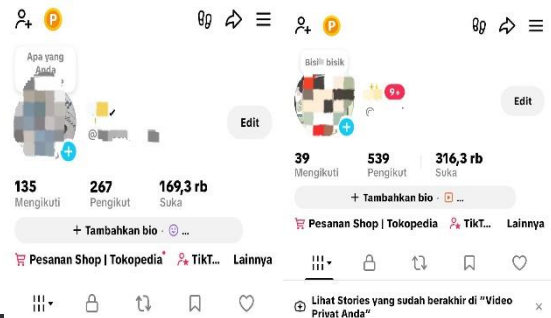 P
Apa yang
Anda
@
Edit
135 267 169,3 rb
Mengikuti Pengikut Suka
+ Tambahkan bio · ...
Pesanan Shop | Tokopedia TikT... Lainnya
P
Bisik bisik
9+
Edit
39 539 316,3 rb
Mengikuti Pengikut Suka
+ Tambahkan bio · ...
Pesanan Shop | Tokopedia TikT... Lainnya
Lihat Stories yang sudah berakhir di "Video
Privat Anda"